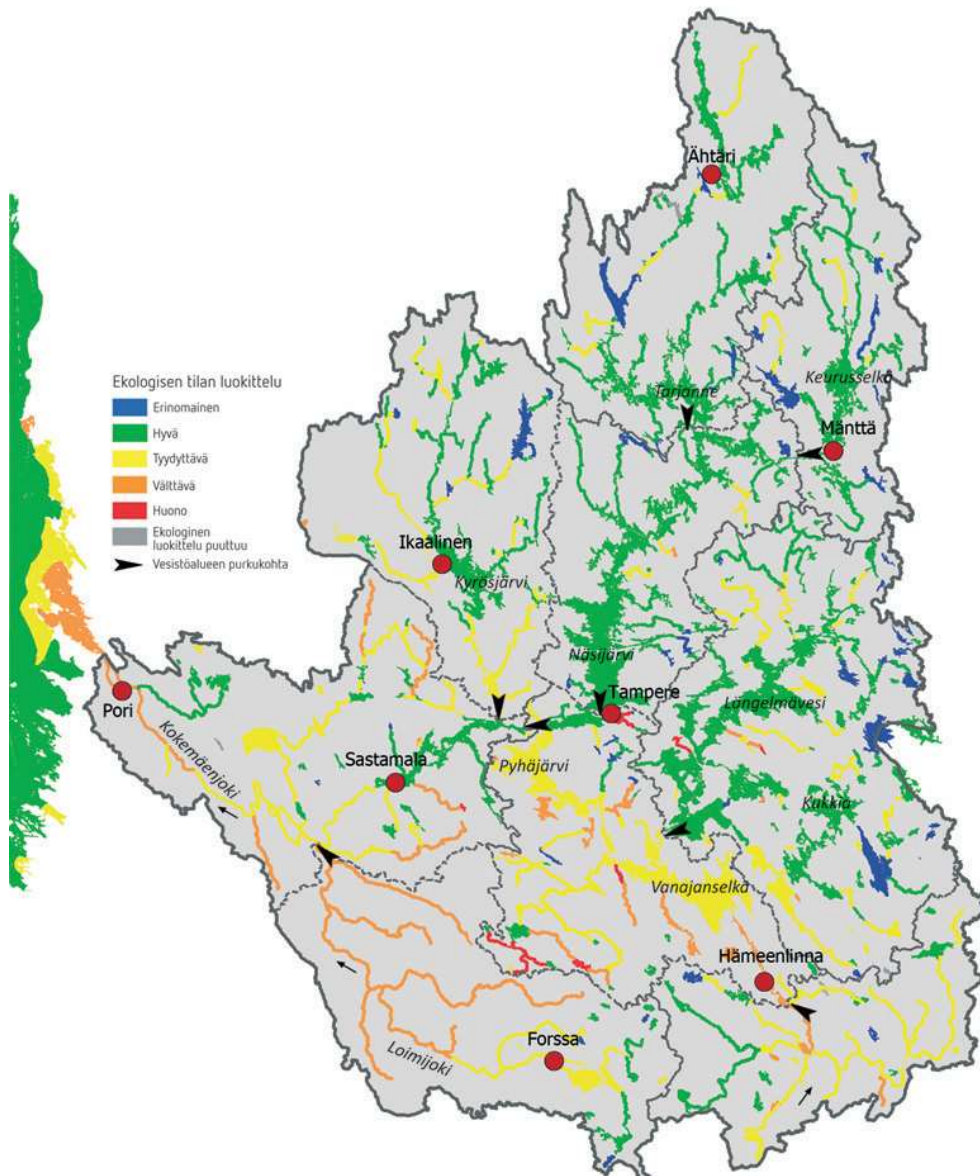 Ähtäri
Ekologisen tilan luokittelu
Erinomainen
Hyvä
Tyydyttävä
Välttävä
Huono
Ekologinen
luokittelu puuttuu
Vesistöalueen purkukohta
Tarjanne
Keurusselkä
Mänttä
Ikaalinen
Kyrösjärvi
Näsijärvi
Tampere
Längelmävesi
Pori
Kokemäenjoki
Sastamala
Pyhäjärvi
Kukkia
Vanajanselkä
Hämeenlinna
Forssa
Loimijoki